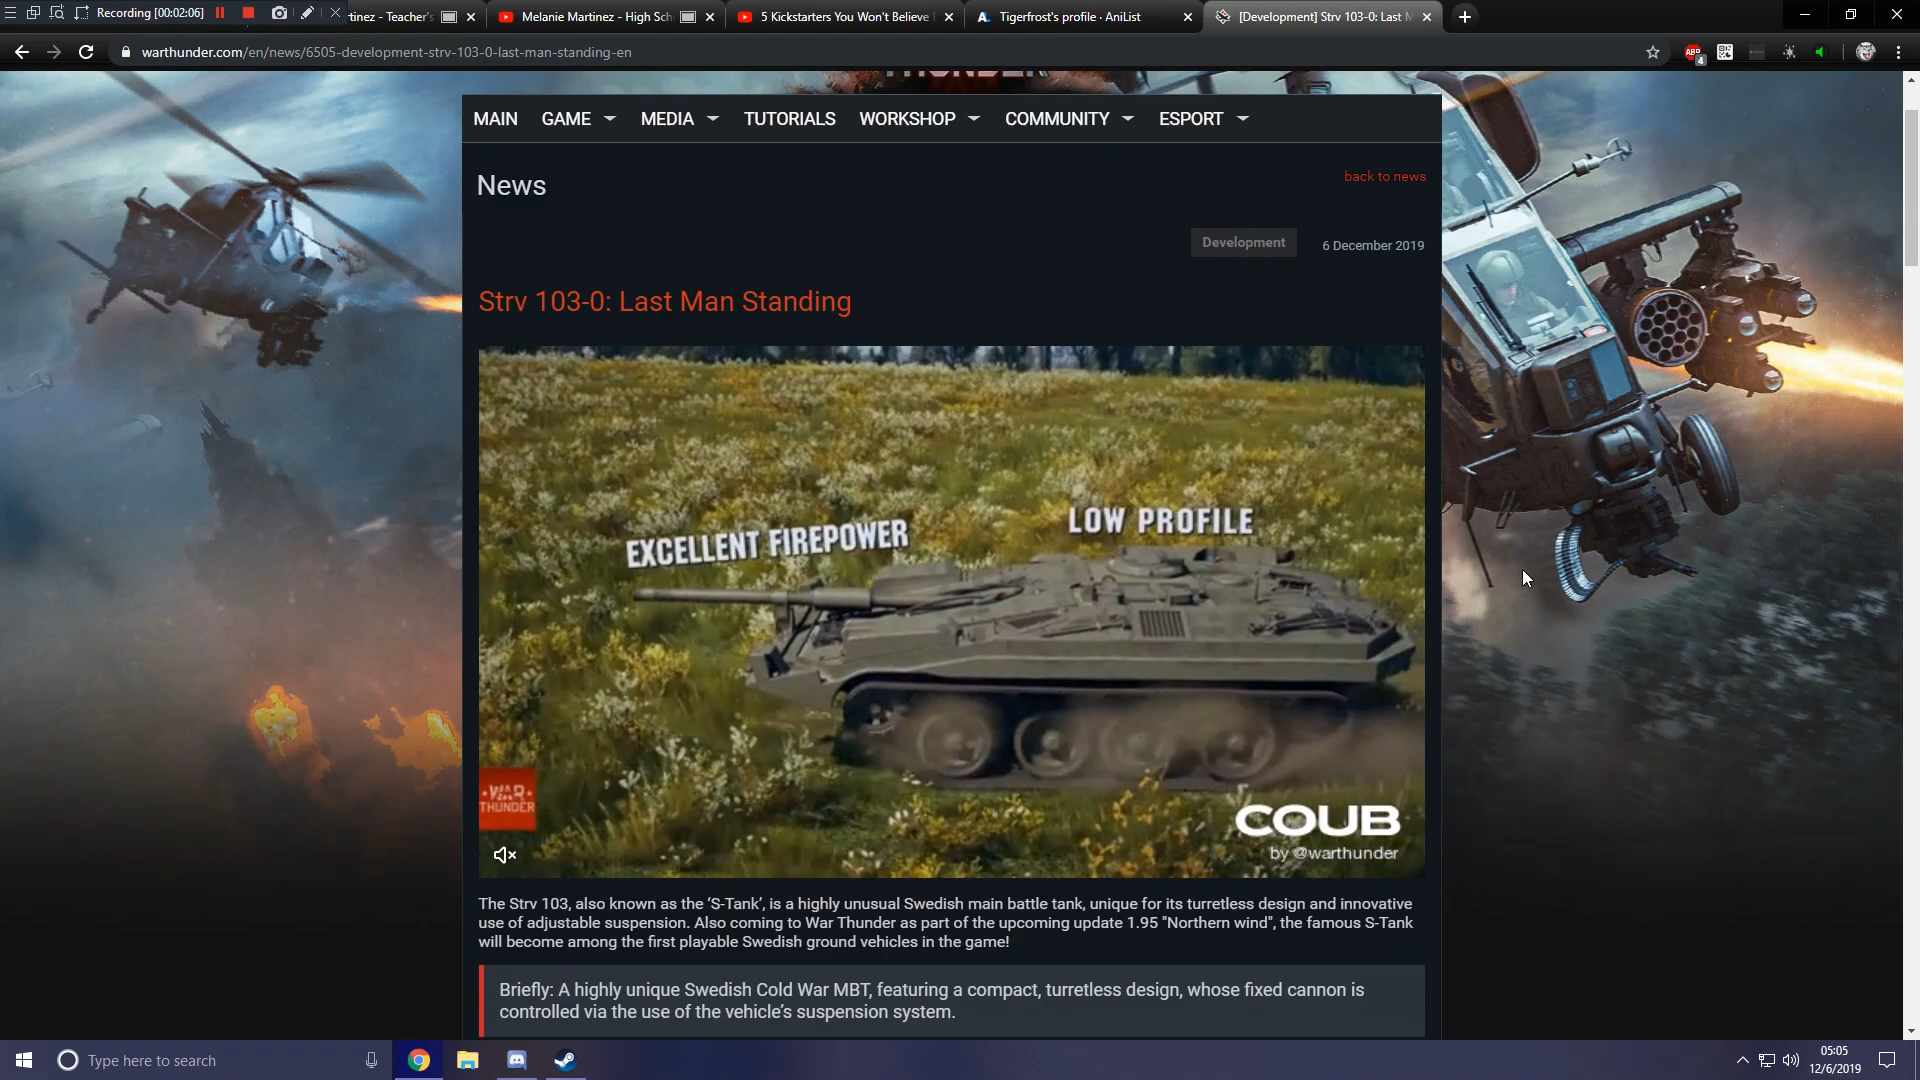 Recording [00:02:06]
tinez - Teacher's
Melanie Martinez - High Sch
5 Kickstarters You Won't Believe
Tigerfrost's profile · AniList
[Development] Strv 103-0: Last M
warthunder.com/en/news/6505-development-strv-103-0-last-man-standing-en
ABP
4
THUNDER
MAIN GAME MEDIA TUTORIALS WORKSHOP COMMUNITY ESPORT
News
back to news
Development
6 December 2019
Strv 103-0: Last Man Standing
EXCELLENT FIREPOWER
LOW PROFILE
WAR
THUNDER
COUB
by @warthunder
The Strv 103, also known as the ‘S-Tank’, is a highly unusual Swedish main battle tank, unique for its turretless design and innovative
use of adjustable suspension. Also coming to War Thunder as part of the upcoming update 1.95 "Northern wind", the famous S-Tank
will become among the first playable Swedish ground vehicles in the game!
Briefly: A highly unique Swedish Cold War MBT, featuring a compact, turretless design, whose fixed cannon is
controlled via the use of the vehicle’s suspension system.
Type here to search
05:05
12/6/2019